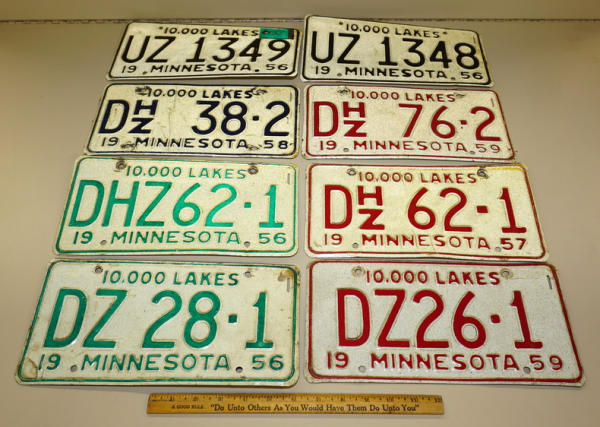 10.000 LAKES
UZ 1349
19 MINNESOTA 56
10.000 LAKES
UZ 1348
19 MINNESOTA 56
10.000 LAKES
DHZ 38-2
19 MINNESOTA 58
10.000 LAKES
DHZ 76-2
19 MINNESOTA 59
10.000 LAKES
DHZ62-1
19 MINNESOTA 56
10.000 LAKES
DHZ 62-1
19 MINNESOTA 57
10.000 LAKES
DZ 28-1
19 MINNESOTA 56
10.000 LAKES
DZ26-1
19 MINNESOTA 59
A GOOD RULE "Do Unto Others As You Would Have Them Do Unto You"